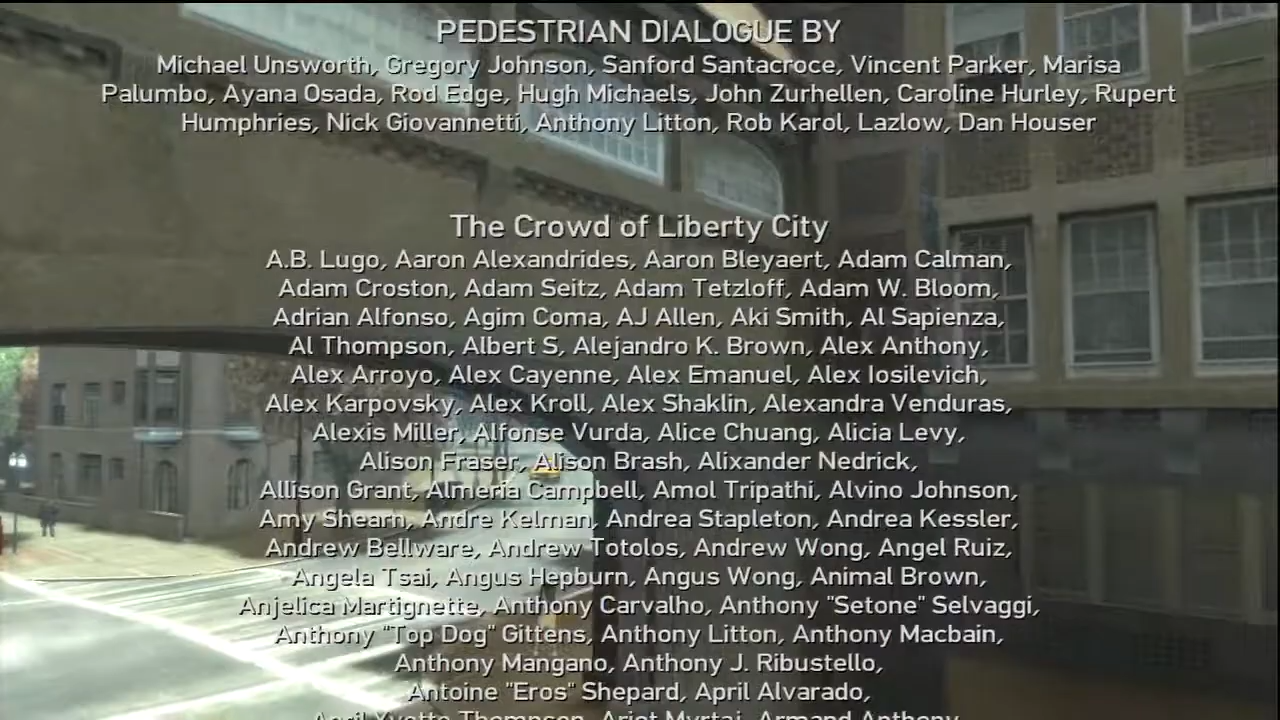 PEDESTRIAN DIALOGUE BY
Michael Unsworth, Gregory Johnson, Sanford Santacroce, Vincent Parker, Marisa
Palumbo, Ayana Osada, Rod Edge, Hugh Michaels, John Zurhellen, Caroline Hurley, Rupert
Humphries, Nick Giovannetti, Anthony Litton, Rob Karol, Lazlow, Dan Houser
The Crowd of Liberty City
A.B. Lugo, Aaron Alexandrides, Aaron Bleyaert, Adam Calman,
Adam Croston, Adam Seitz, Adam Tetzloff, Adam W. Bloom,
Adrian Alfonso, Agim Coma, AJ Allen, Aki Smith, Al Sapienza,
Al Thompson, Albert S, Alejandro K. Brown, Alex Anthony,
Alex Arroyo, Alex Cayenne, Alex Emanuel, Alex Iosilevich,
Alex Karpovsky, Alex Kroll, Alex Shaklin, Alexandra Venduras,
Alexis Miller, Alfonse Vurda, Alice Chuang, Alicia Levy,
Alison Fraser, Alison Brash, Alixander Nedrick,
Allison Grant, Almeria Campbell, Amol Tripathi, Alvino Johnson,
Amy Shearn, Andre Kelman, Andrea Stapleton, Andrea Kessler,
Andrew Bellware, Andrew Totolos, Andrew Wong, Angel Ruiz,
Angela Tsai, Angus Hepburn, Angus Wong, Animal Brown,
Anjelica Martignette, Anthony Carvalho, Anthony "Setone" Selvaggi,
Anthony "Top Dog" Gittens, Anthony Litton, Anthony Macbain,
Anthony Mangano, Anthony J. Ribustello,
Antoine "Eros" Shepard, April Alvarado,
April Yvette Thompson, Ariot Myrtaj, Armand Anthony,